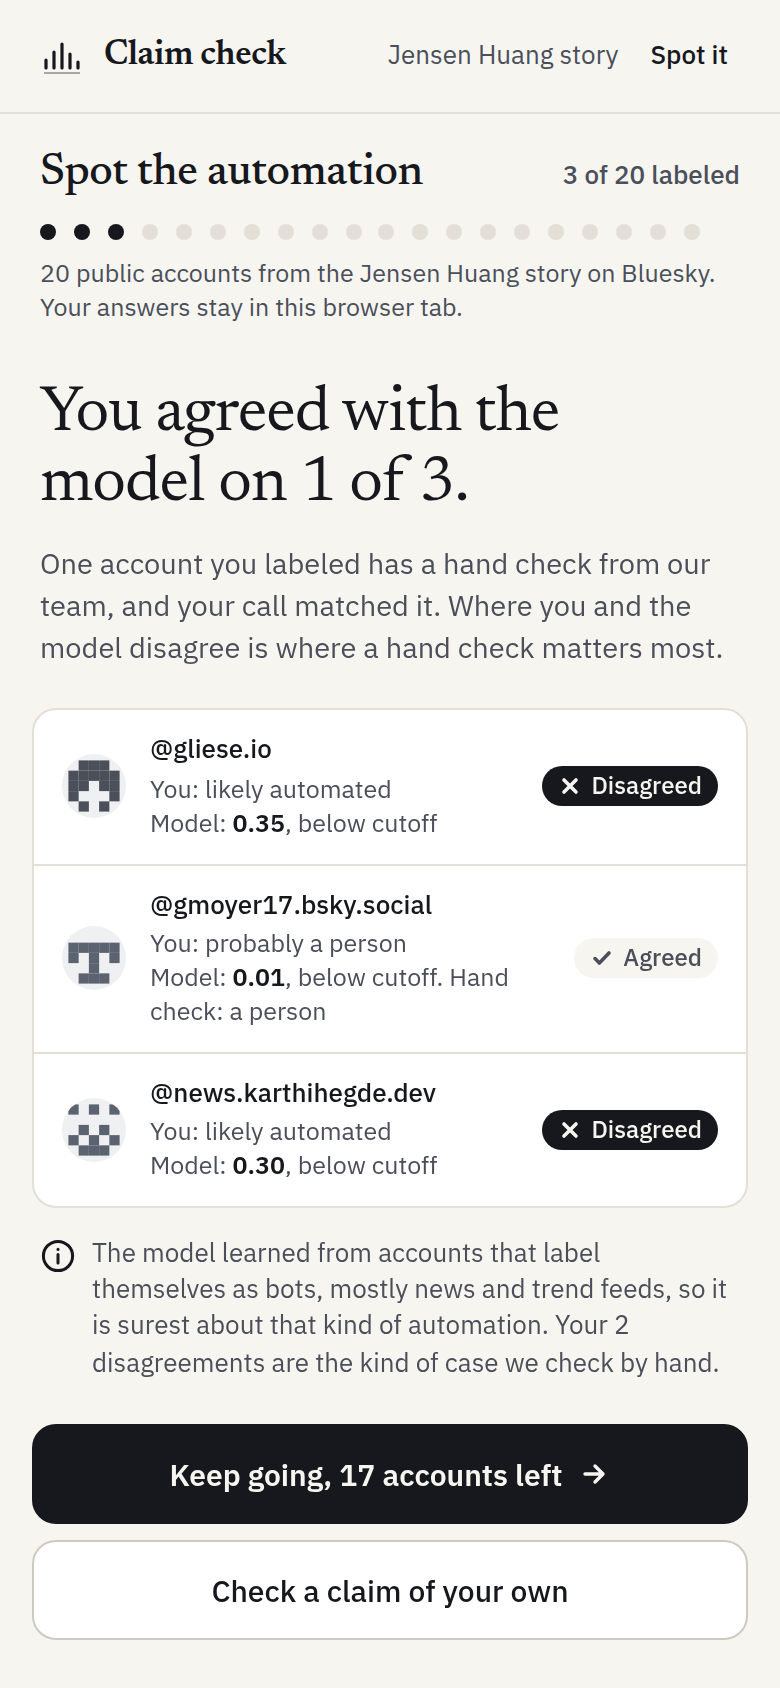 Claim check
Jensen Huang story
Spot it
Spot the automation
3 of 20 labeled
20 public accounts from the Jensen Huang story on Bluesky.
Your answers stay in this browser tab.
You agreed with the
model on 1 of 3.
One account you labeled has a hand check from our
team, and your call matched it. Where you and the
model disagree is where a hand check matters most.
@gliese.io
You: likely automated
Model: 0.35, below cutoff
Disagreed
@gmoyer17.bsky.social
You: probably a person
Model: 0.01, below cutoff. Hand
check: a person
Agreed
@news.karthihegde.dev
You: likely automated
Model: 0.30, below cutoff
Disagreed
The model learned from accounts that label
themselves as bots, mostly news and trend feeds, so it
is surest about that kind of automation. Your 2
disagreements are the kind of case we check by hand.
Keep going, 17 accounts left →
Check a claim of your own